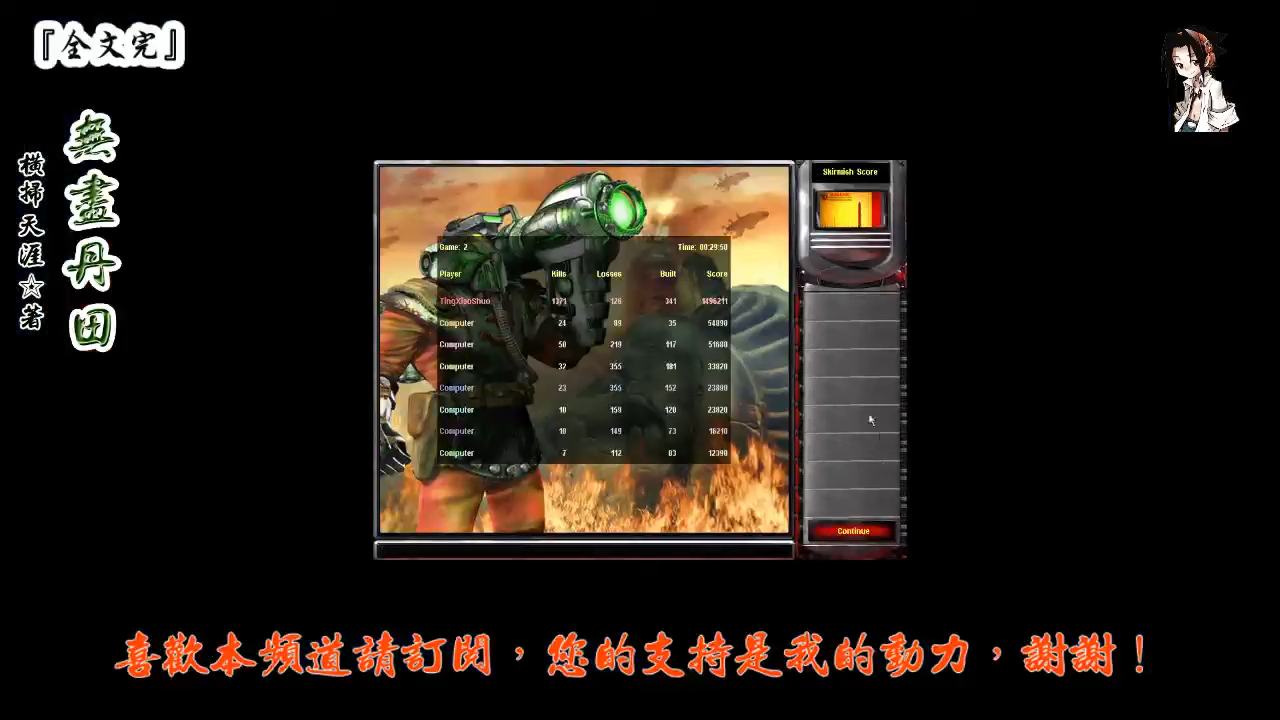 『全文完』
無盡丹田
橫掃天涯☆著
Skirmish Score
Game: 2 Time: 00:29:50
Player Kills Losses Built Score
TingXiaoShuo 1371 126 341 1496211
Computer 24 89 35 54890
Computer 50 219 117 51680
Computer 32 355 181 33820
Computer 23 355 152 23880
Computer 10 159 120 23820
Computer 10 149 73 16210
Computer 7 112 83 12390
Continue
喜歡本頻道請訂閱，您的支持是我的動力，謝謝！